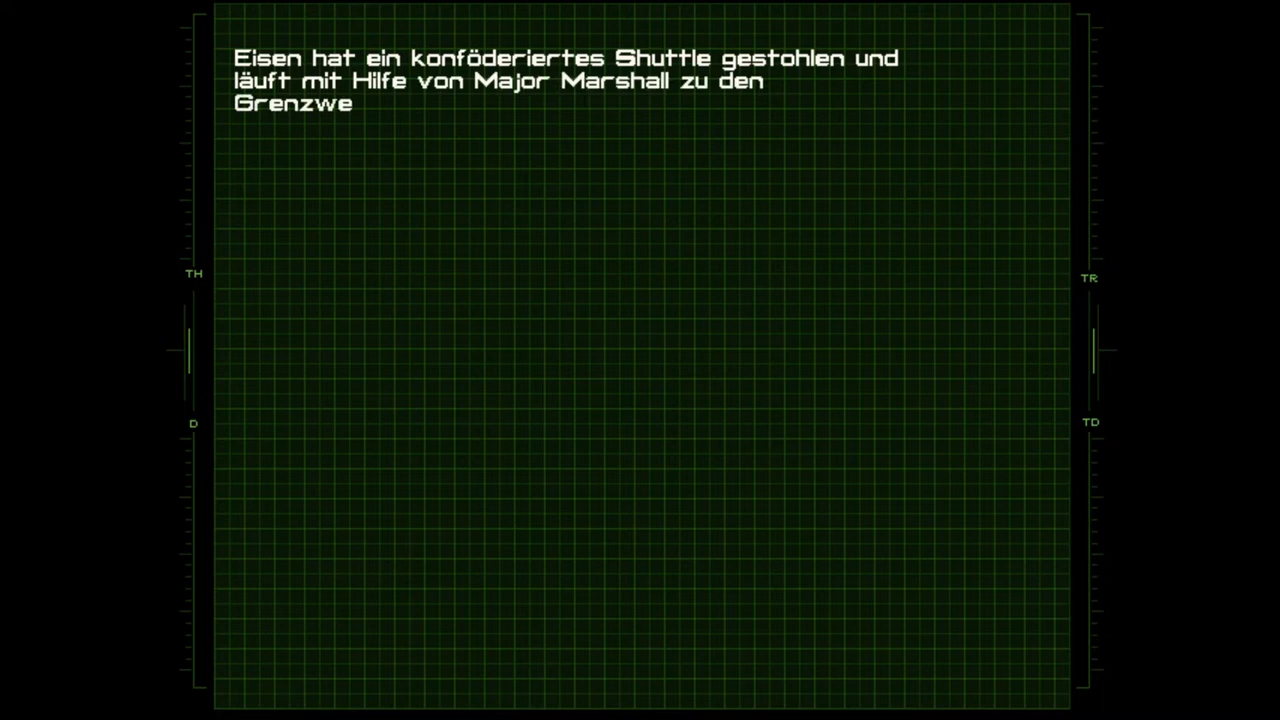 Eisen hat ein konföderiertes Shuttle gestohlen und
läuft mit Hilfe von Major Marshall zu den
Grenzwe
TH
TR
D
TD